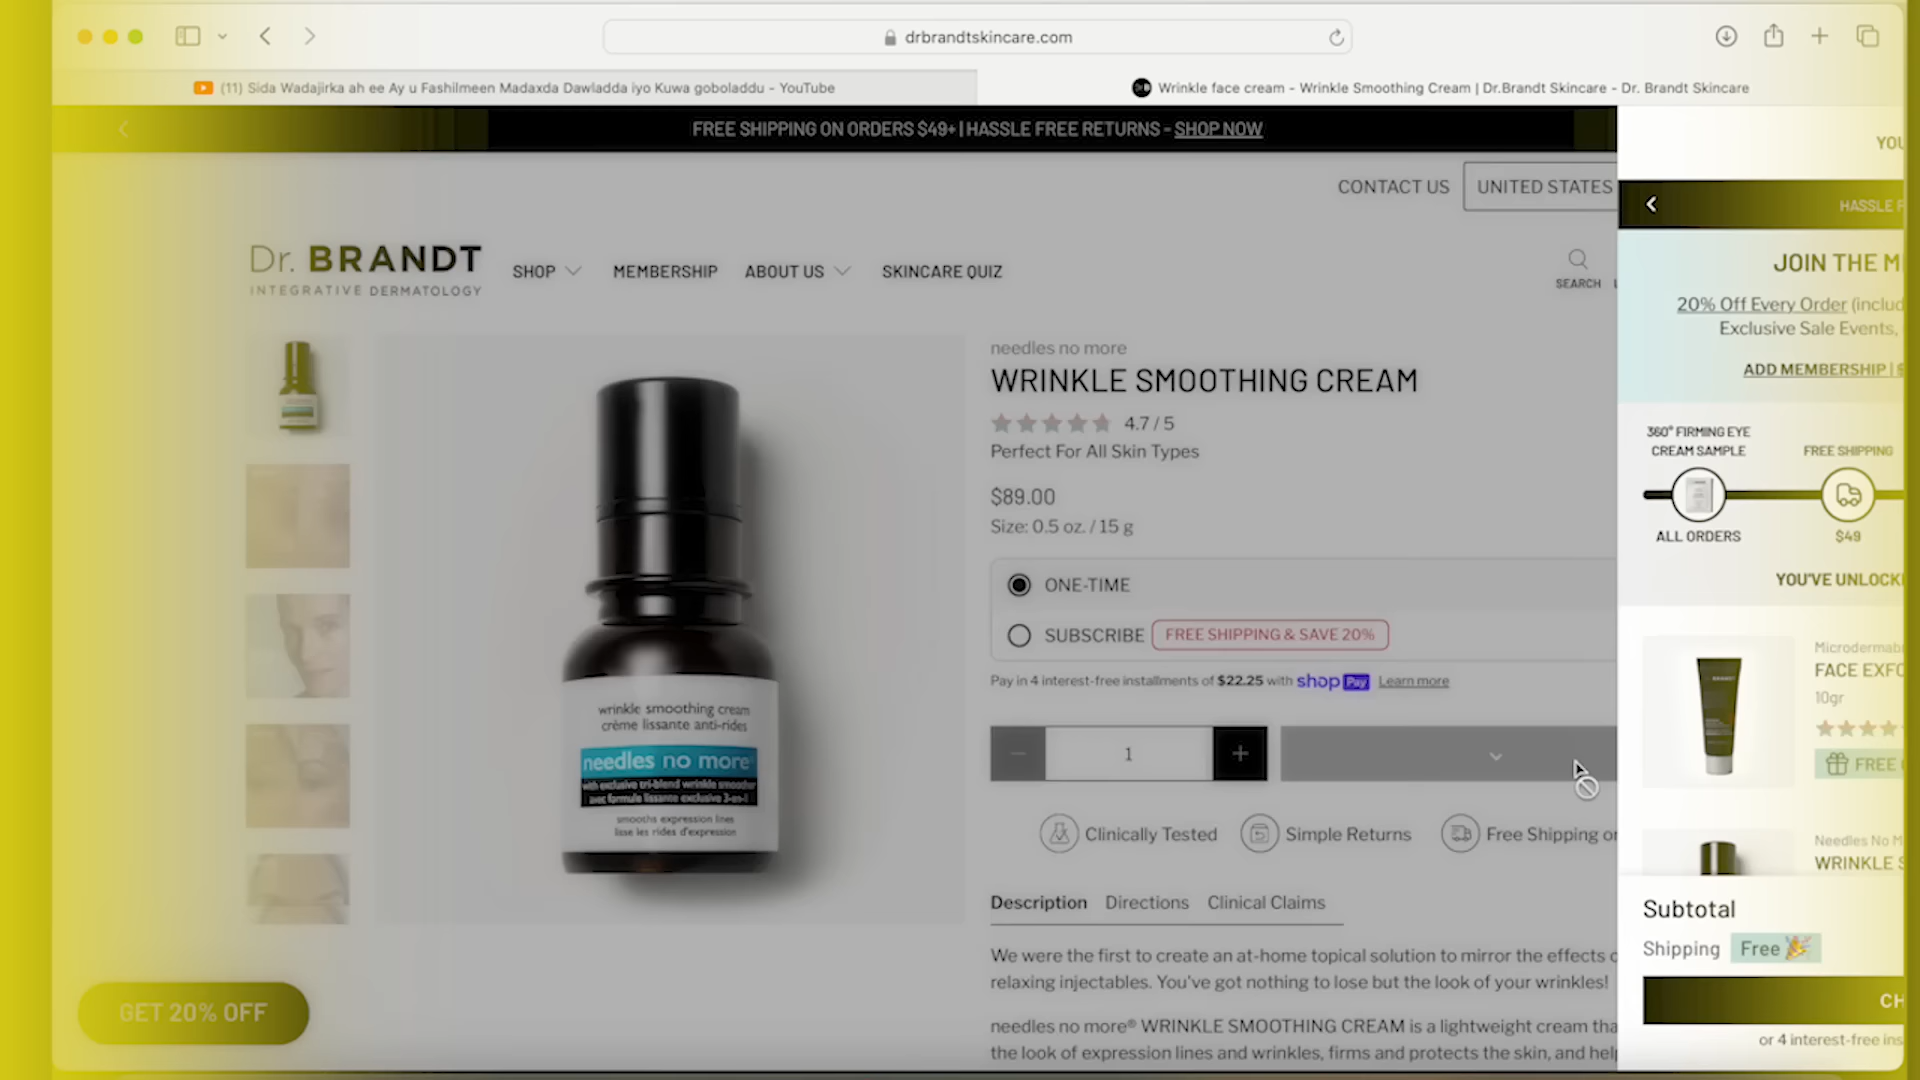 drbrandtskincare.com
(11) Sida Wadajirka ah ee Ay u Fashilmeen Madaxda Dawladda iyo Kuwa goboladdu - YouTube
Wrinkle face cream - Wrinkle Smoothing Cream | Dr.Brandt Skincare - Dr. Brandt Skincare
FREE SHIPPING ON ORDERS $49+ | HASSLE FREE RETURNS - SHOP NOW
CONTACT US
UNITED STATES
Dr. BRANDT
INTEGRATIVE DERMATOLOGY
SHOP
MEMBERSHIP
ABOUT US
SKINCARE QUIZ
SEARCH
needles no more
WRINKLE SMOOTHING CREAM
4.7 / 5
Perfect For All Skin Types
$89.00
Size: 0.5 oz. / 15 g
ONE-TIME
SUBSCRIBE FREE SHIPPING & SAVE 20%
Pay in 4 interest-free installments of $22.25 with shop Pay Learn more
1
Clinically Tested
Simple Returns
Free Shipping
Description
Directions
Clinical Claims
We were the first to create an at-home topical solution to mirror the effects
relaxing injectables. You've got nothing to lose but the look of your wrinkles!
needles no more® WRINKLE SMOOTHING CREAM is a lightweight cream
the look of expression lines and wrinkles, firms and protects the skin, and
wrinkle smoothing cream
crème lissante anti-rides
needles no more
with exclusive tri-blend wrinkle smoother
avec formule lissante exclusive 3-en-1
smooths expression lines
lisse les rides d'expression
GET 20% OFF
HASSLE
JOIN THE
20% Off Every Order
Exclusive Sale Events,
ADD MEMBERSHIP |
360° FIRMING EYE
CREAM SAMPLE
FREE SHIPPING
ALL ORDERS
$49
YOU'VE
FACE
10gr
FREE
Needles No
WRINKLE
Subtotal
Shipping Free
or 4 interest-free